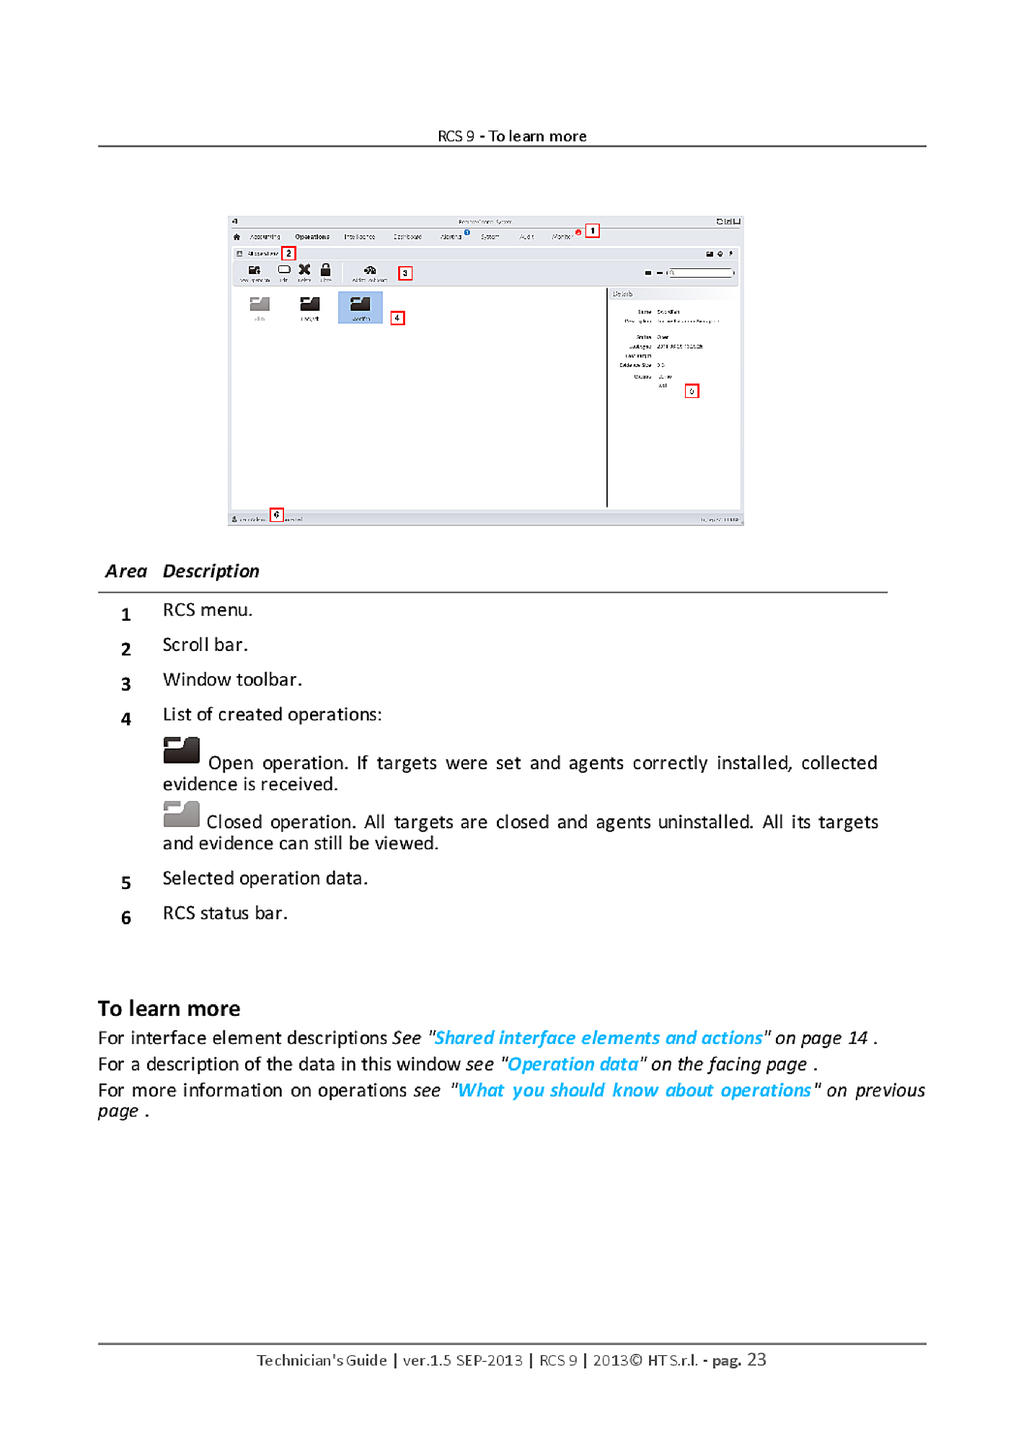 RCS 9 - To learn more
Accounting Operations Intelligence Dashboard Alerting System Audit Monitor 1
2
3
4
Details
Name
Status Open
Evidence Size
6
Area Description
1 RCS menu.
2 Scroll bar.
3 Window toolbar.
4 List of created operations:
Open operation. If targets were set and agents correctly installed, collected
evidence is received.
Closed operation. All targets are closed and agents uninstalled. All its targets
and evidence can still be viewed.
5 Selected operation data.
6 RCS status bar.
To learn more
For interface element descriptions See "Shared interface elements and actions" on page 14 .
For a description of the data in this window see "Operation data" on the facing page .
For more information on operations see "What you should know about operations" on previous
page .
Technician's Guide | ver.1.5 SEP-2013 | RCS 9 | 2013© HT S.r.l. - pag. 23